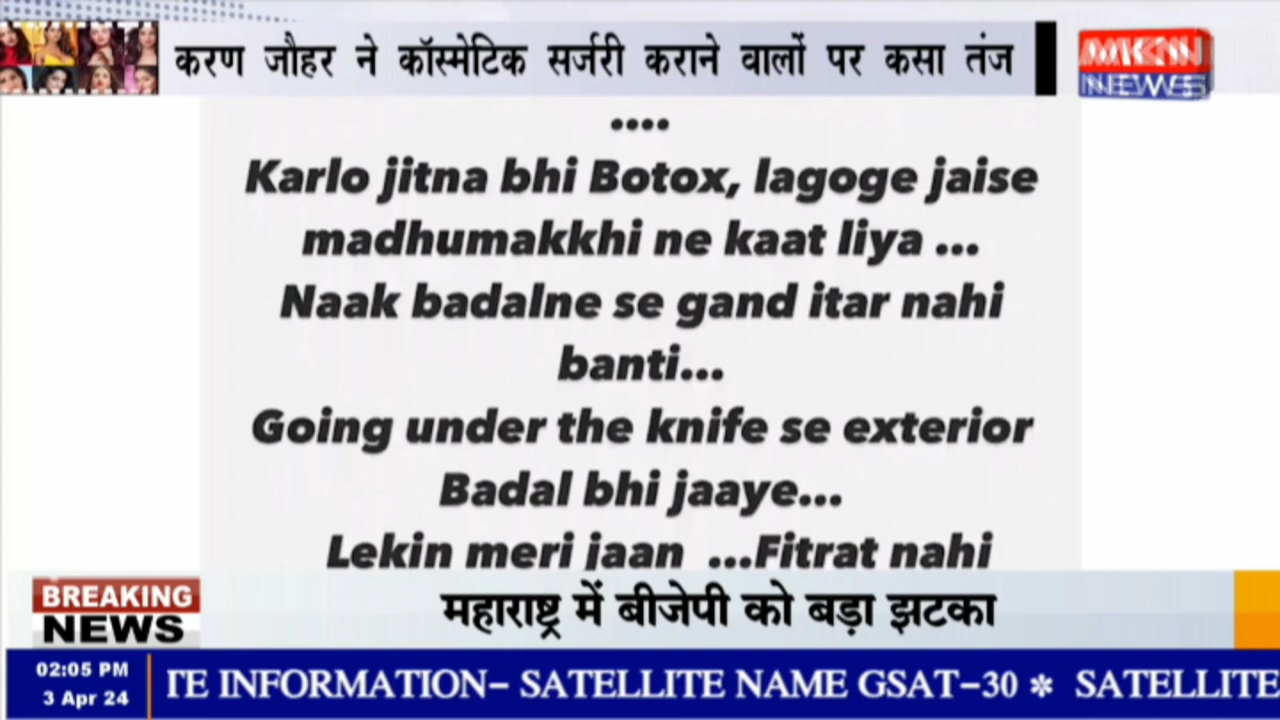 करण जौहर ने कॉस्मेटिक सर्जरी कराने वालों पर कसा तंज
NEWS
....
Karlo jitna bhi Botox, lagoge jaise
madhumakkhi ne kaat liya ...
Naak badalne se gand itar nahi
banti...
Going under the knife se exterior
Badal bhi jaaye...
Lekin meri jaan ...Fitrat nahi
BREAKING
NEWS
महाराष्ट्र में बीजेपी को बड़ा झटका
02:05 PM
3 Apr 24
TE INFORMATION- SATELLITE NAME GSAT-30 * SATELLITE